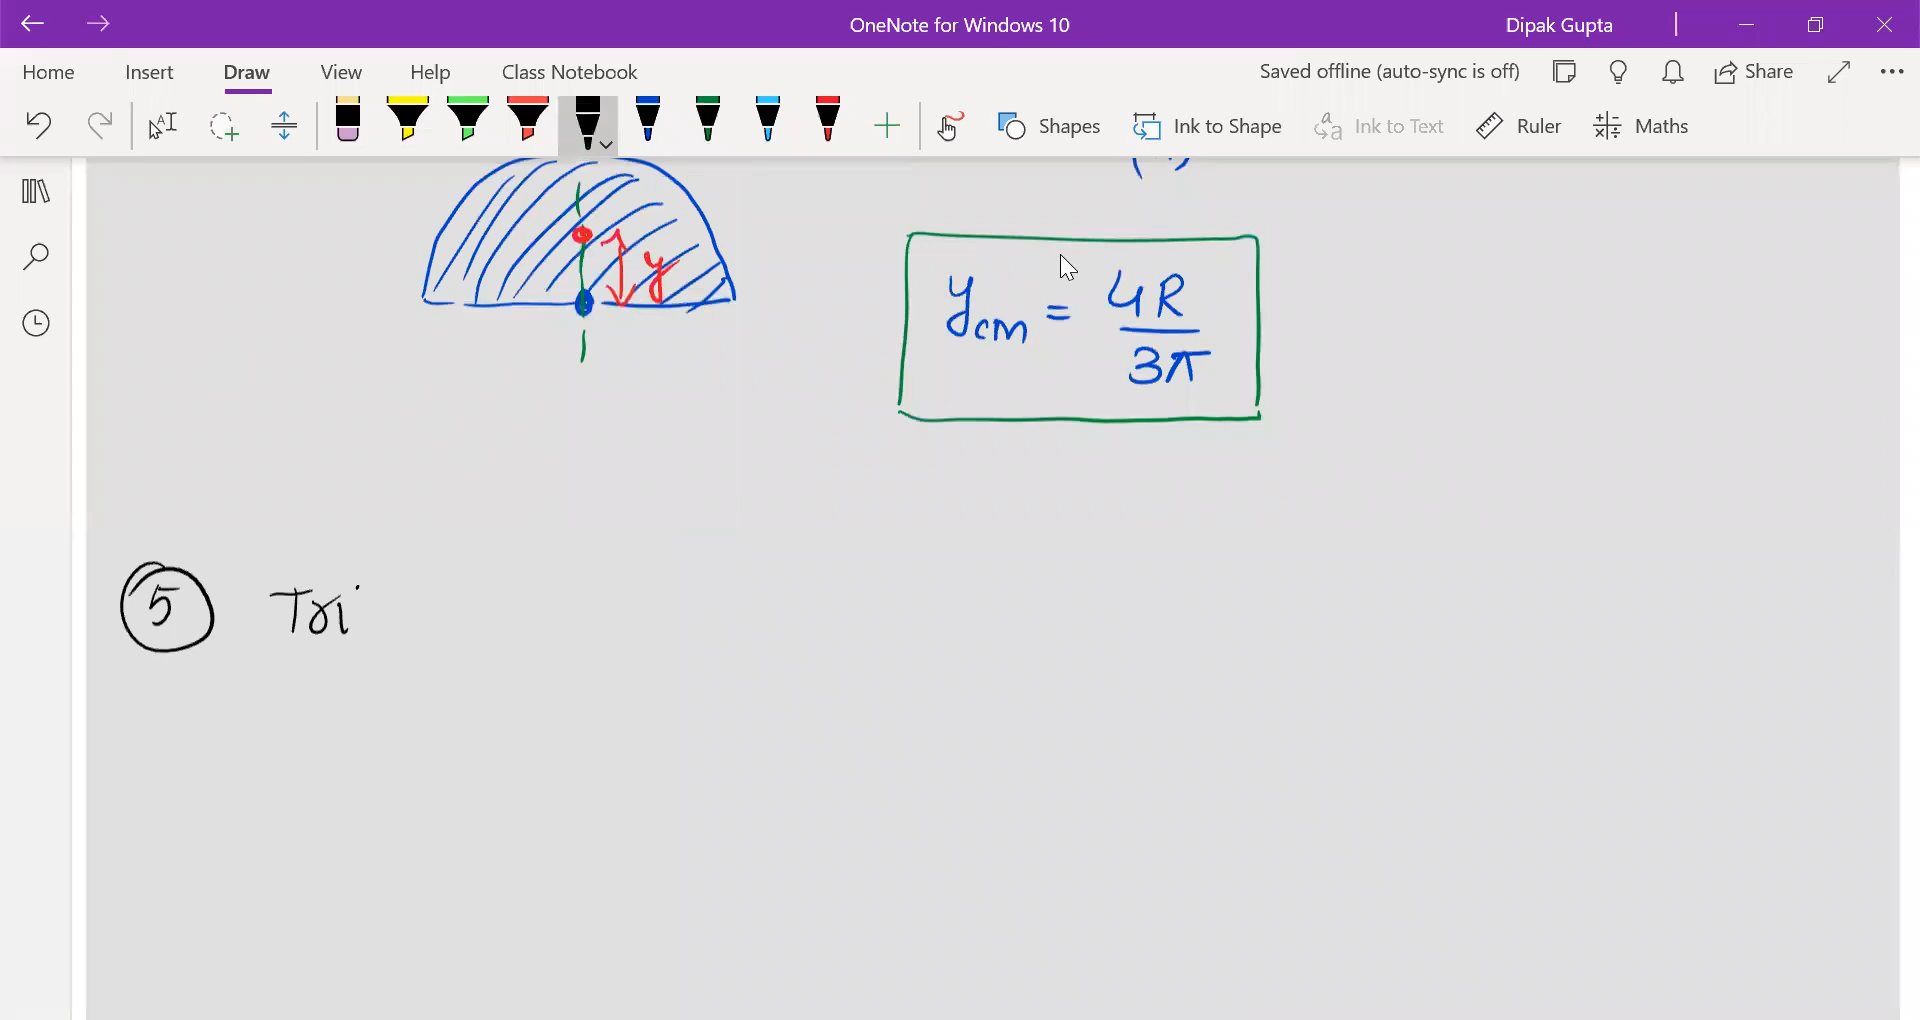 OneNote for Windows 10
Dipak Gupta
Home Insert Draw View Help Class Notebook
Saved offline (auto-sync is off) Share
Shapes Ink to Shape Ink to Text Ruler Maths
y
y_cm = 4R/3π
5 Tri